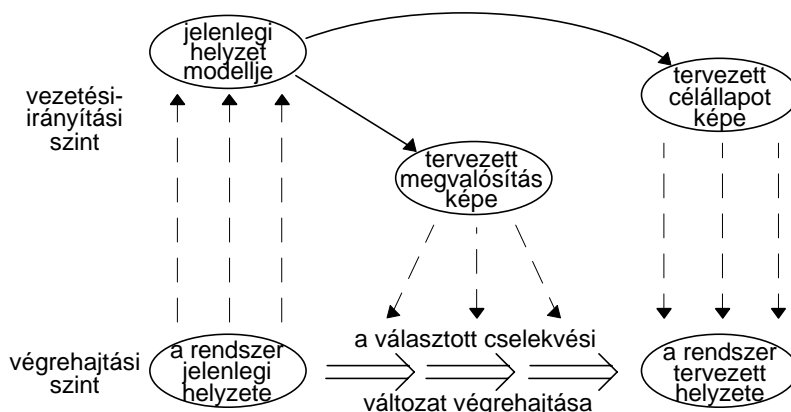 jelenlegi
helyzet
modellje
vezetési-
irányítási
szint
tervezett
célállapot
képe
tervezett
megvalósítás
képe
végrehajtási
szint
a rendszer
jelenlegi
helyzete
a választott cselekvési
változat végrehajtása
a rendszer
tervezett
helyzete